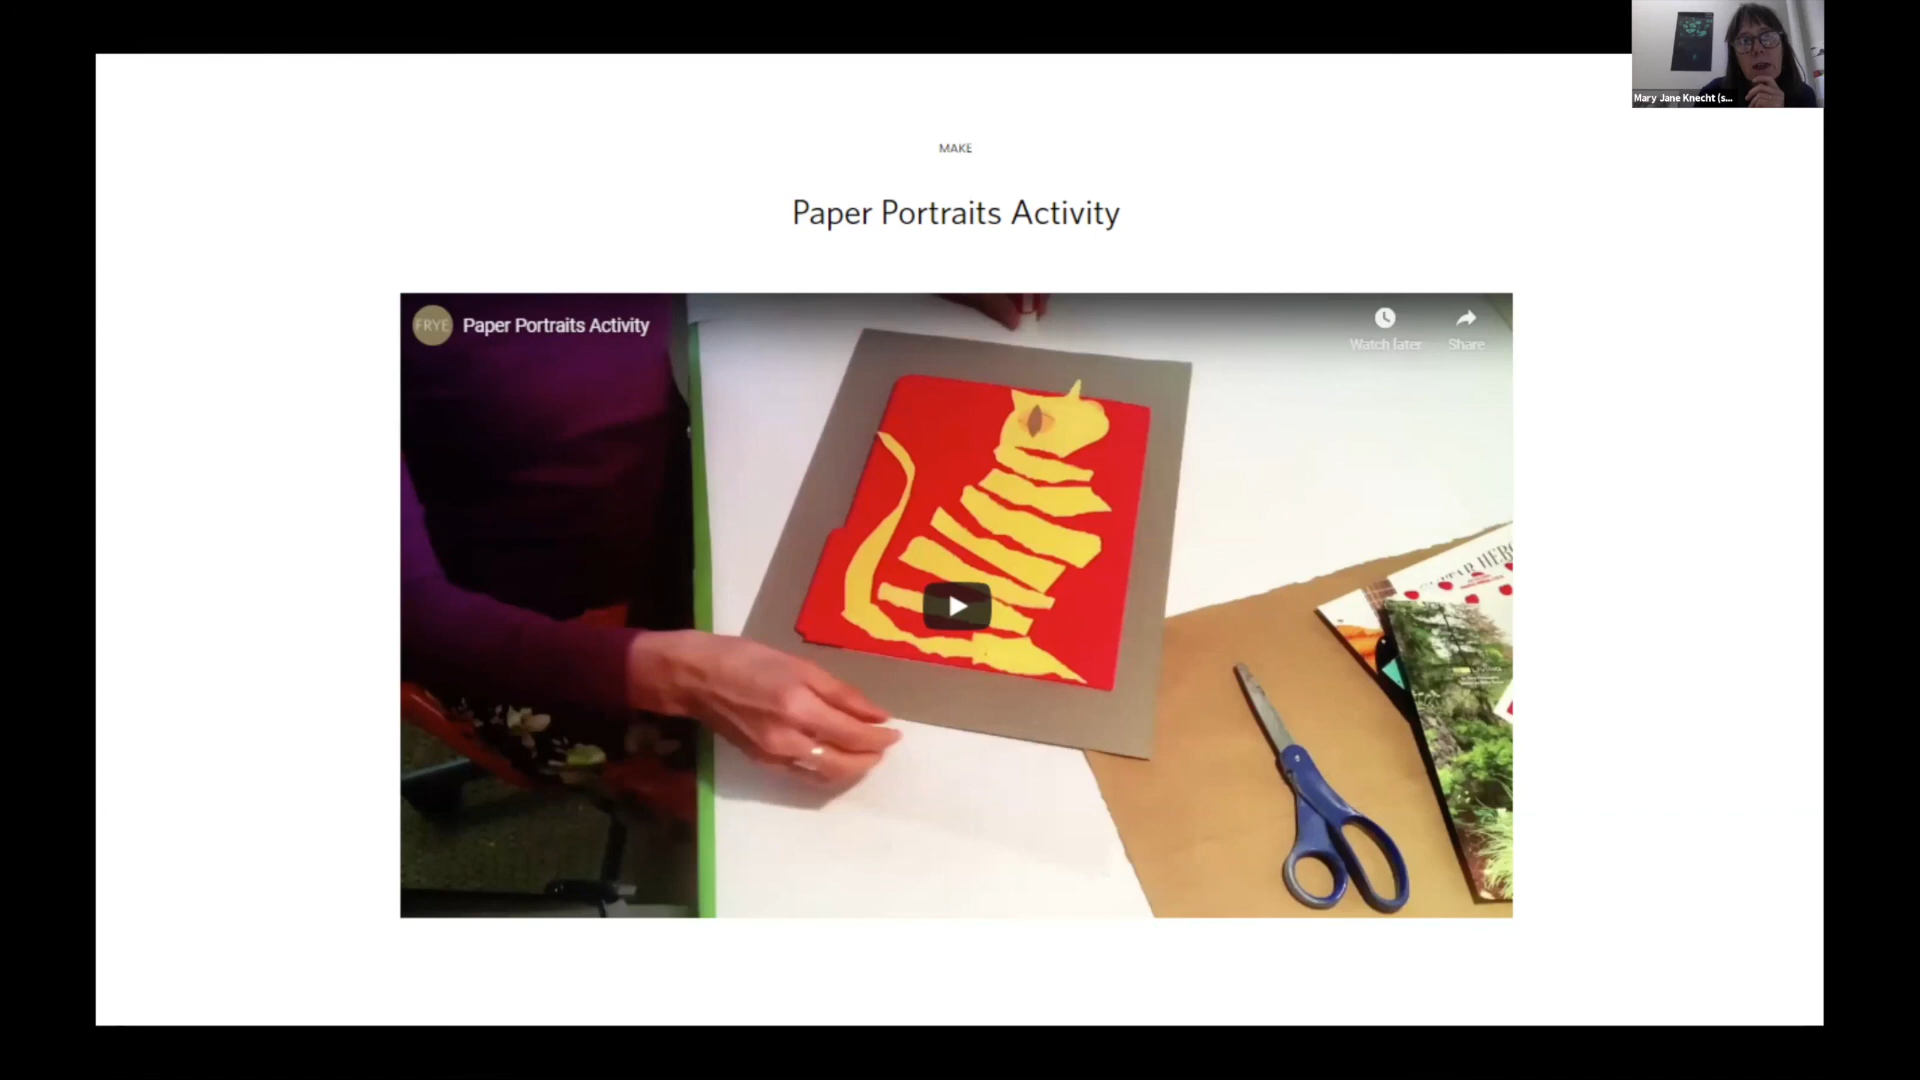 Mary Jane Knecht (s...
MAKE
Paper Portraits Activity
FRYE
Paper Portraits Activity
Watch later
Share